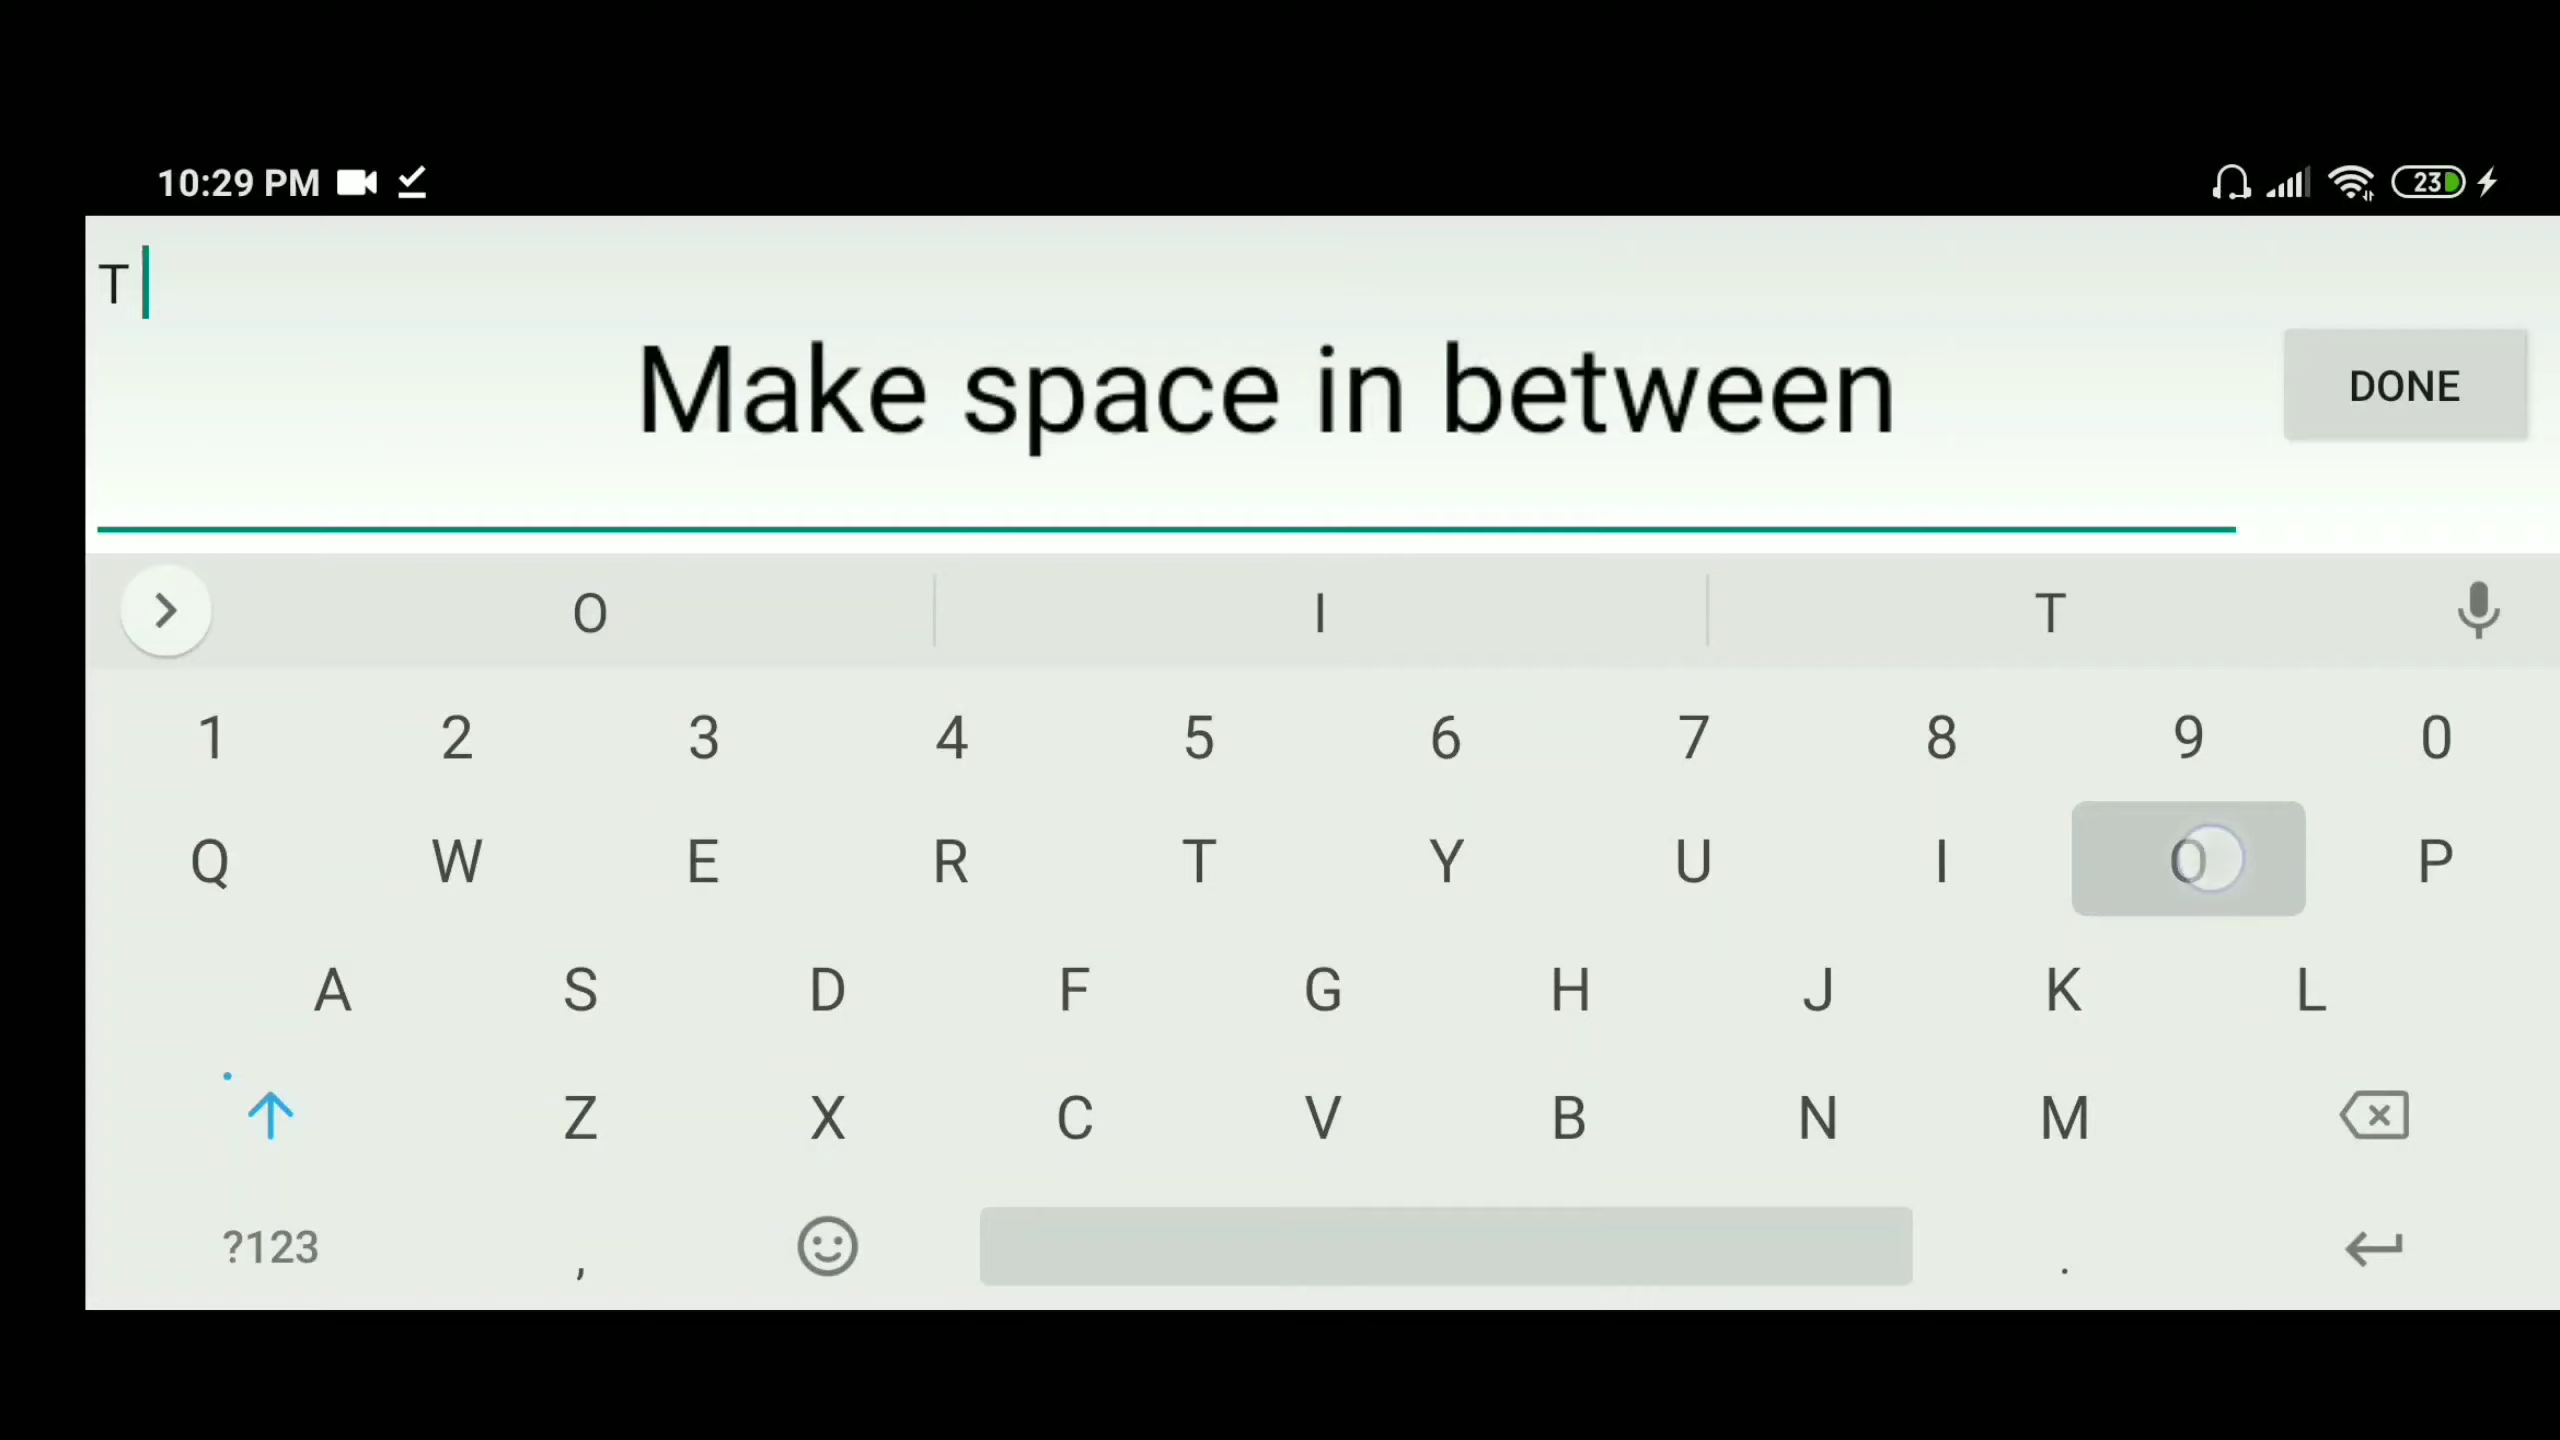 10:29 PM 23
T
Make space in between
DONE
O I T
1 2 3 4 5 6 7 8 9 0
Q W E R T Y U I O P
A S D F G H J K L
Z X C V B N M
?123 , .